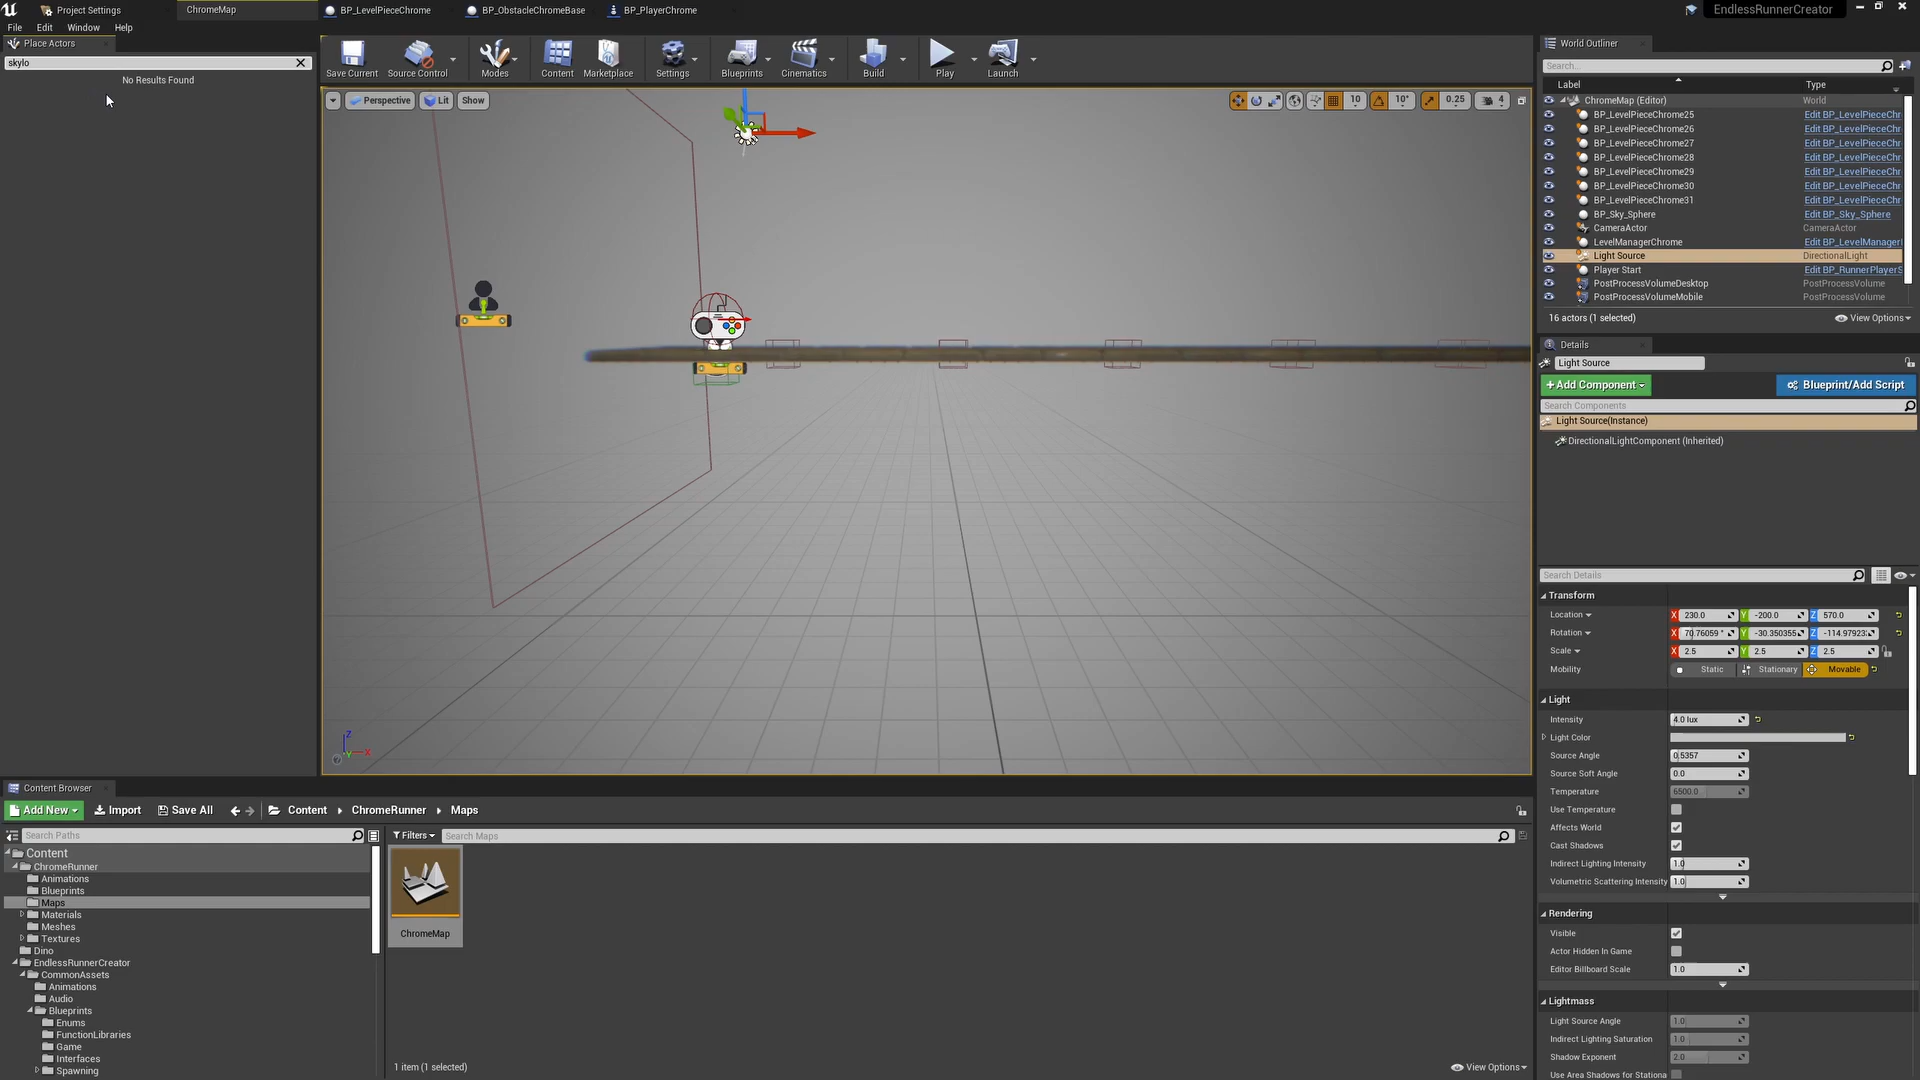 Project Settings
ChromeMap
BP_LevelPieceChrome
BP_ObstacleChromeBase
BP_PlayerChrome
EndlessRunnerCreator
File Edit Window Help
Place Actors
skylo
No Results Found
Save Current
Source Control
Modes
Content
Marketplace
Settings
Blueprints
Cinematics
Build
Play
Launch
Perspective
Lit
Show
10
10°
0.25
4
World Outliner
Search...
Label Type
ChromeMap (Editor) World
BP_LevelPieceChrome25 Edit BP_LevelPieceChr
BP_LevelPieceChrome26 Edit BP_LevelPieceChr
BP_LevelPieceChrome27 Edit BP_LevelPieceChr
BP_LevelPieceChrome28 Edit BP_LevelPieceChr
BP_LevelPieceChrome29 Edit BP_LevelPieceChr
BP_LevelPieceChrome30 Edit BP_LevelPieceChr
BP_LevelPieceChrome31 Edit BP_LevelPieceChr
BP_Sky_Sphere Edit BP_Sky_Sphere
CameraActor CameraActor
LevelManagerChrome Edit BP_LevelManager
Light Source DirectionalLight
Player Start Edit BP_RunnerPlayerS
PostProcessVolumeDesktop PostProcessVolume
PostProcessVolumeMobile PostProcessVolume
16 actors (1 selected) View Options
Details
Light Source
+Add Component Blueprint/Add Script
Search Components
Light Source(Instance)
DirectionalLightComponent (Inherited)
Search Details
Transform
Location X 230.0 Y -200.0 Z 570.0
Rotation X 70.76059 ° Y -30.350355 Z -114.97923
Scale X 2.5 Y 2.5 Z 2.5
Mobility Static Stationary Movable
Light
Intensity 4.0 lux
Light Color
Source Angle 0.5357
Source Soft Angle 0.0
Temperature 6500.0
Use Temperature
Affects World
Cast Shadows
Indirect Lighting Intensity 1.0
Volumetric Scattering Intensity 1.0
Rendering
Visible
Actor Hidden In Game
Editor Billboard Scale 1.0
Lightmass
Light Source Angle 1.0
Indirect Lighting Saturation 1.0
Shadow Exponent 2.0
Use Area Shadows for Stationa
Z
X
Content Browser
Add New Import Save All Content ChromeRunner Maps
Search Paths
Filters Search Maps
Content
ChromeRunner
Animations
Blueprints
Maps
Materials
Meshes
Textures
Dino
EndlessRunnerCreator
CommonAssets
Animations
Audio
Blueprints
Enums
FunctionLibraries
Game
Interfaces
Spawning
ChromeMap
1 item (1 selected)
View Options